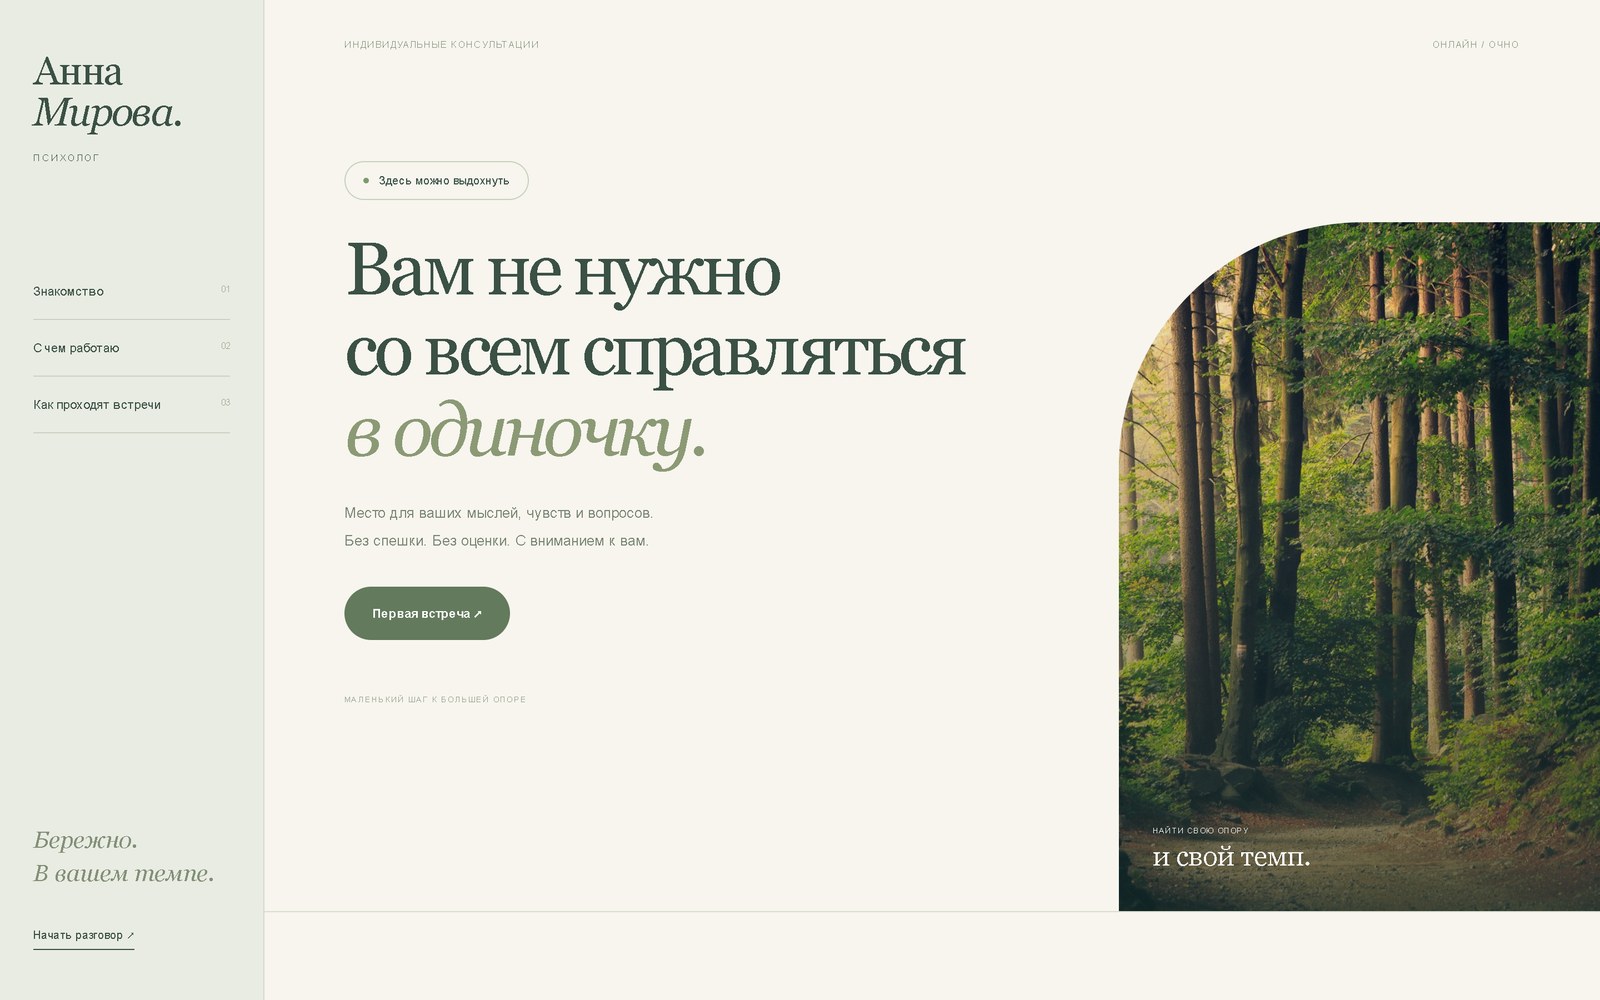 Анна
Мирова.
ПСИХОЛОГ
Знакомство 01
С чем работаю 02
Как проходят встречи 03
Бережно.
В вашем темпе.
Начать разговор ↗
ИНДИВИДУАЛЬНЫЕ КОНСУЛЬТАЦИИ
ОНЛАЙН / ОЧНО
Здесь можно выдохнуть
Вам не нужно
со всем справляться
в одиночку.
Место для ваших мыслей, чувств и вопросов.
Без спешки. Без оценки. С вниманием к вам.
Первая встреча ↗
МАЛЕНЬКИЙ ШАГ К БОЛЬШЕЙ ОПОРЕ
НАЙТИ СВОЮ ОПОРУ
и свой темп.